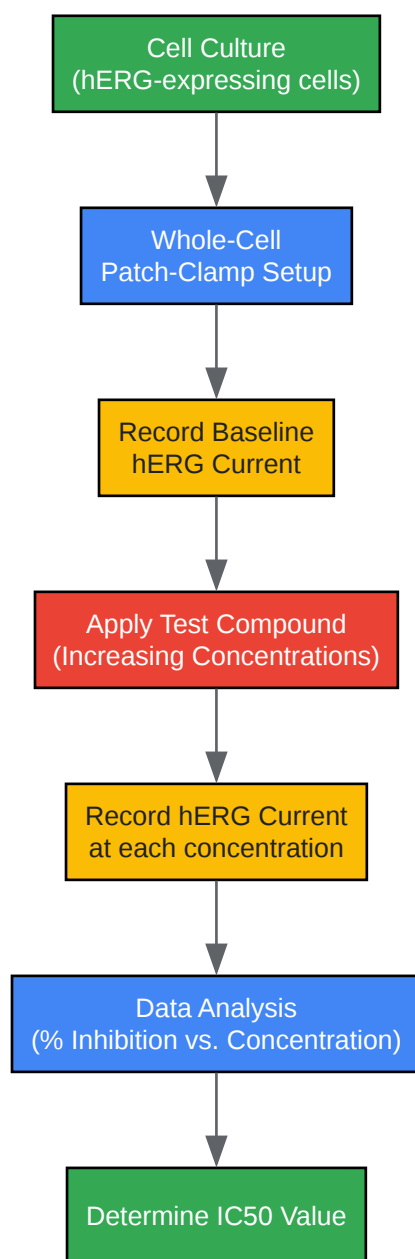 Cell Culture
(hERG-expressing cells)
Whole-Cell
Patch-Clamp Setup
Record Baseline
hERG Current
Apply Test Compound
(Increasing Concentrations)
Record hERG Current
at each concentration
Data Analysis
(% Inhibition vs. Concentration)
Determine IC50 Value